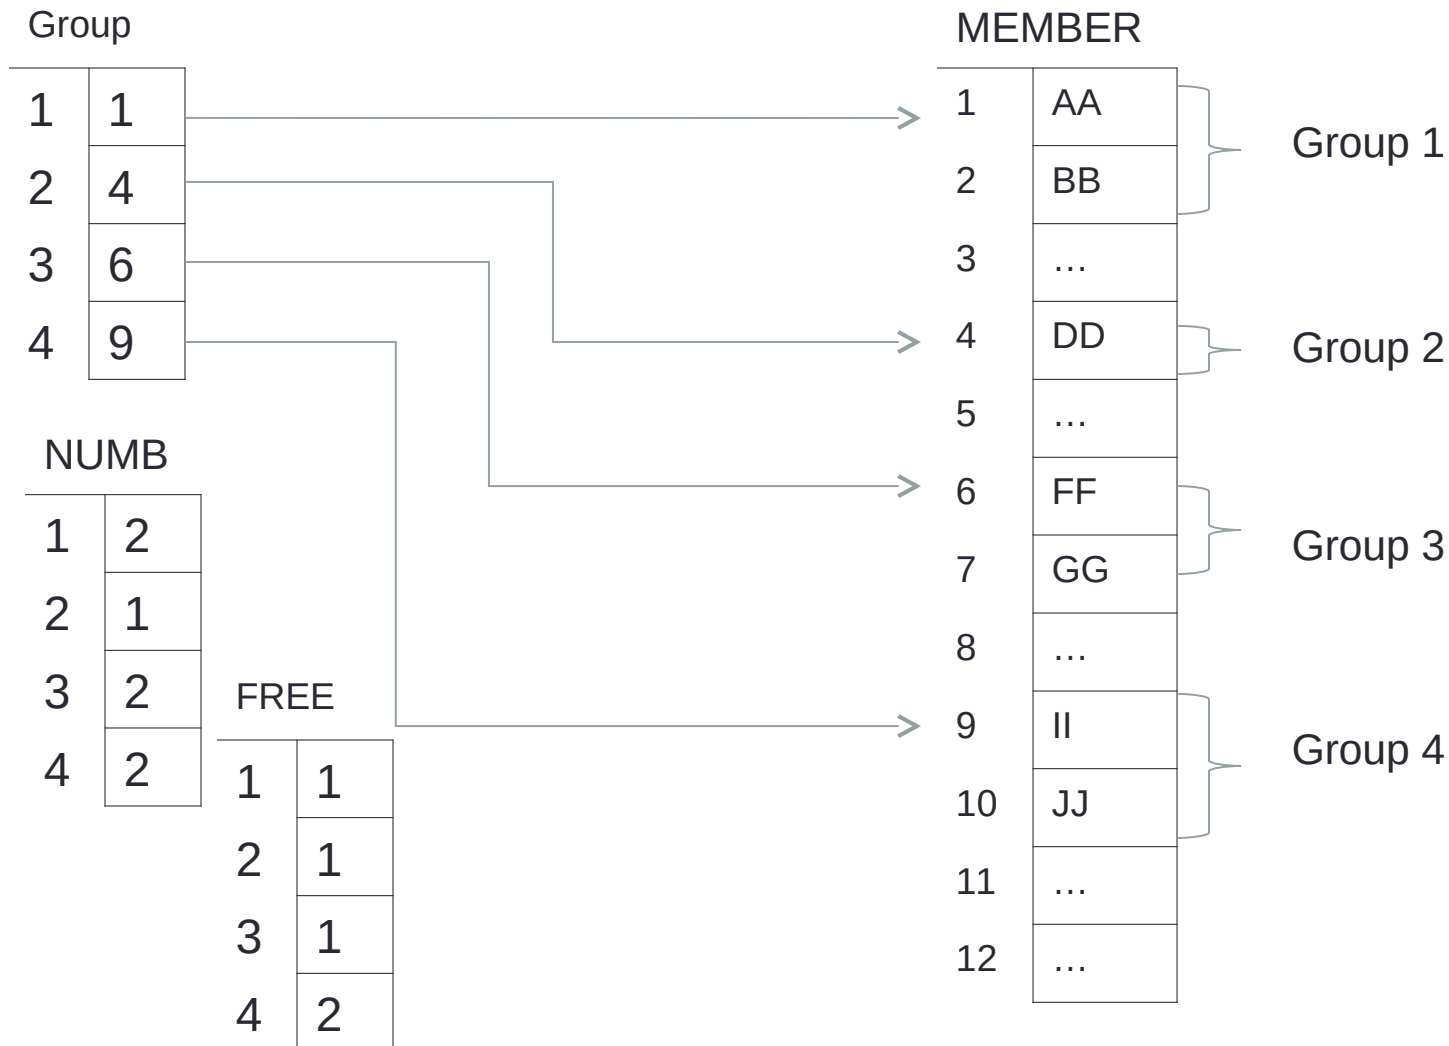 Group
1 1
2 4
3 6
4 9
NUMB
1 2
2 1
3 2
4 2
FREE
1 1
2 1
3 1
4 2
MEMBER
1 AA
2 BB
3 ...
4 DD
5 ...
6 FF
7 GG
8 ...
9 II
10 JJ
11 ...
12 ...
Group 1
Group 2
Group 3
Group 4